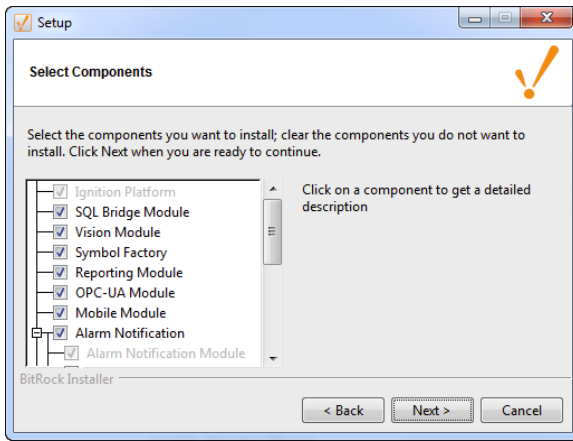 Setup
Select Components
Select the components you want to install; clear the components you do not want to
install. Click Next when you are ready to continue.
Ignition Platform
SQL Bridge Module
Vision Module
Symbol Factory
Reporting Module
OPC-UA Module
Mobile Module
Alarm Notification
Alarm Notification Module
Click on a component to get a detailed
description
BitRock Installer
< Back
Next >
Cancel